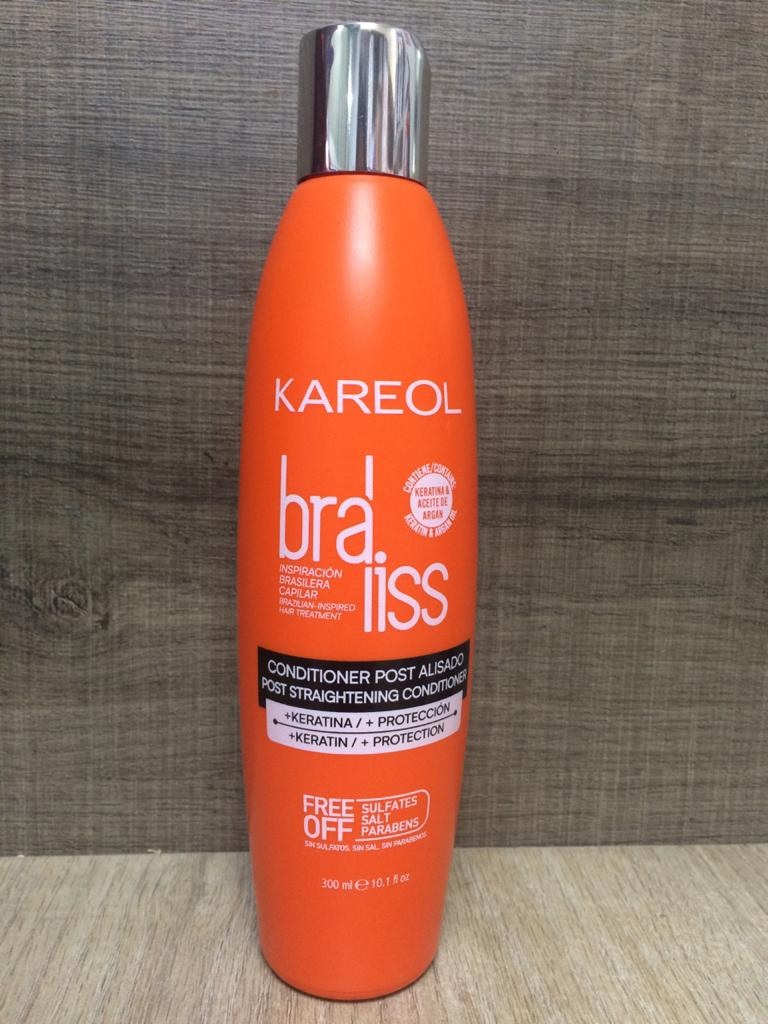 KAREOL
bra
liss
CONTIENE/CONTAINS:
KERATINA &
ACEITE DE
ARGAN
KERATIN & ARGAN OIL
INSPIRACIÓN
BRASILERA
CAPILAR
BRAZILIAN-INSPIRED
HAIR TREATMENT
CONDITIONER POST ALISADO
POST STRAIGHTENING CONDITIONER
+KERATINA / + PROTECCIÓN
+KERATIN / + PROTECTION
FREE
OFF
SULFATES
SALT
PARABENS
SIN SULFATOS. SIN SAL. SIN PARABENOS.
300 ml ℮ 10.1 fl oz